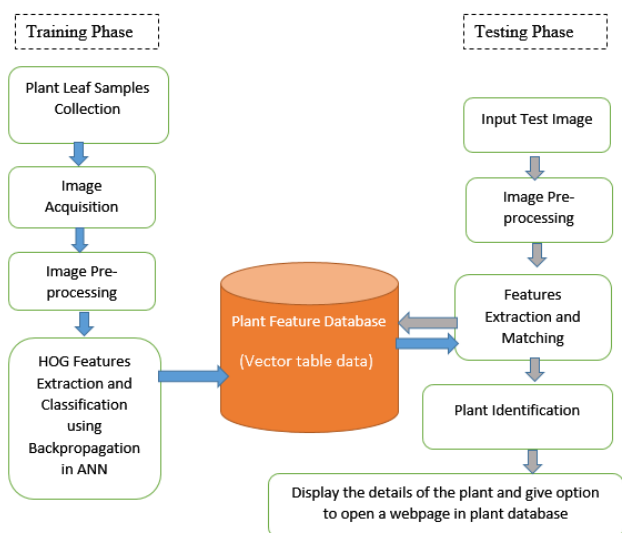 Training Phase
Plant Leaf Samples
Collection
Image
Acquisition
Image Pre-
processing
HOG Features
Extraction and
Classification
using
Backpropagation
in ANN
Plant Feature Database
(Vector table data)
Testing Phase
Input Test Image
Image Pre-
processing
Features
Extraction and
Matching
Plant Identification
Display the details of the plant and give option
to open a webpage in plant database